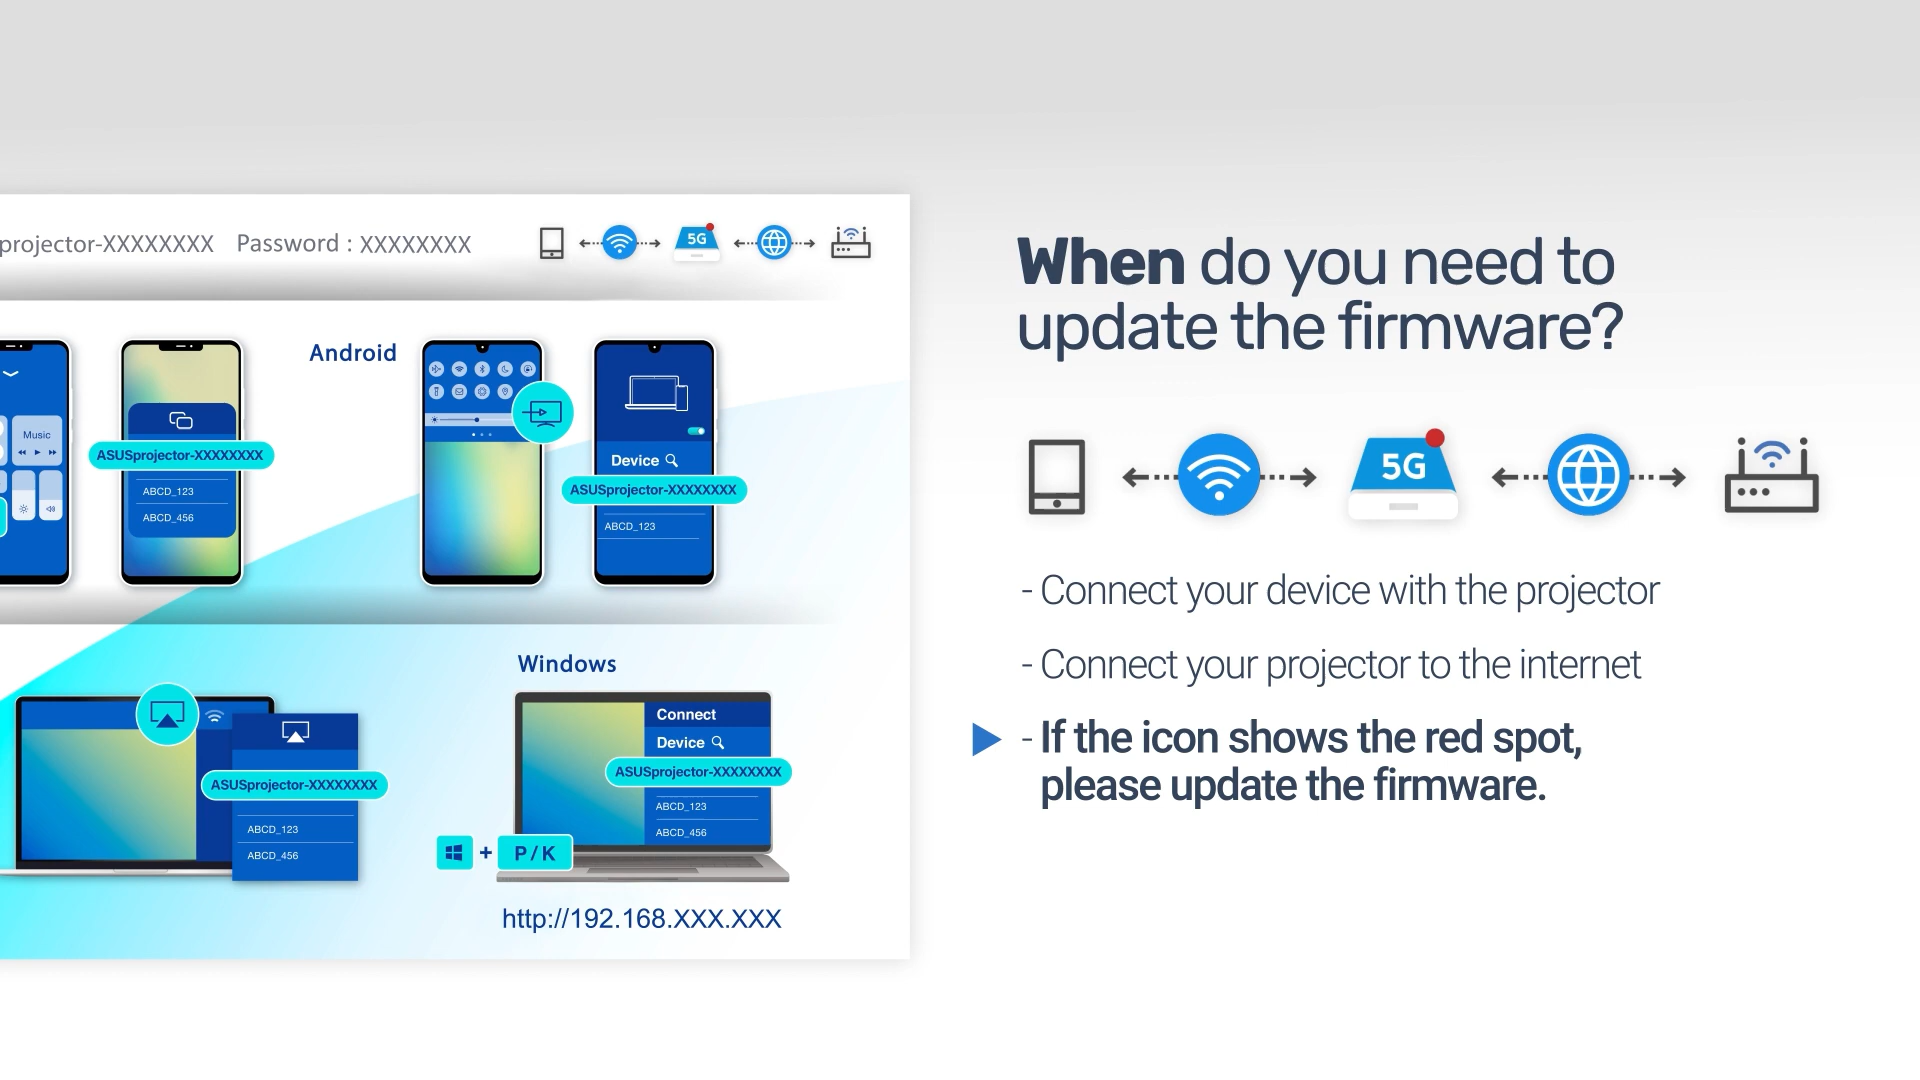 projector-XXXXXXXX Password : XXXXXXXX
5G
Android
Music
ASUSprojector-XXXXXXXX
ABCD_123
ABCD_456
Device
ASUSprojector-XXXXXXXX
ABCD_123
ASUSprojector-XXXXXXXX
ABCD_123
ABCD_456
Windows
Connect
Device
ASUSprojector-XXXXXXXX
ABCD_123
ABCD_456
+ P / K
http://192.168.XXX.XXX
When do you need to
update the firmware?
5G
- Connect your device with the projector
- Connect your projector to the internet
- If the icon shows the red spot,
please update the firmware.